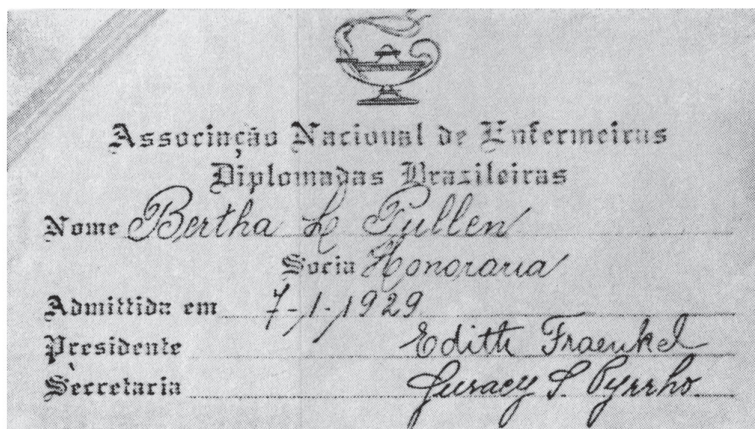 Associação Nacional de Enfermeiras
Diplomadas Brazileiras
Nome Bertha L Pullen
Socia Honoraria
Admittida em 7-1-1929
Presidente Edith Fraenkel
Secretaria Juracy S. Pyrrho.